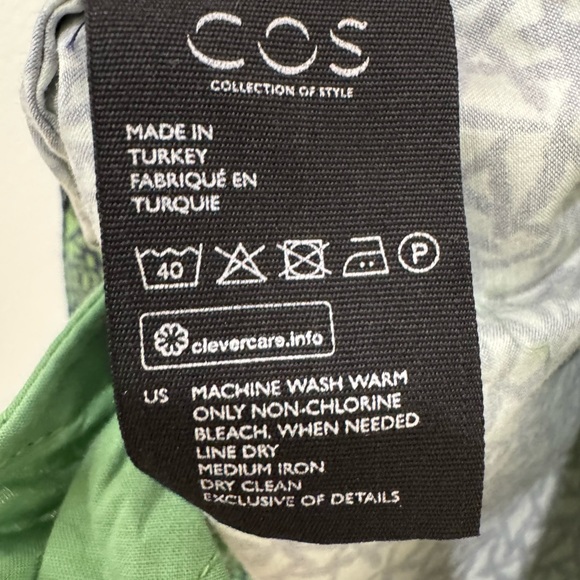 COS
COLLECTION OF STYLE
MADE IN
TURKEY
FABRIQUÉ EN
TURQUIE
40 P
clevercare.info
US MACHINE WASH WARM
ONLY NON-CHLORINE
BLEACH, WHEN NEEDED
LINE DRY
MEDIUM IRON
DRY CLEAN
EXCLUSIVE OF DETAILS